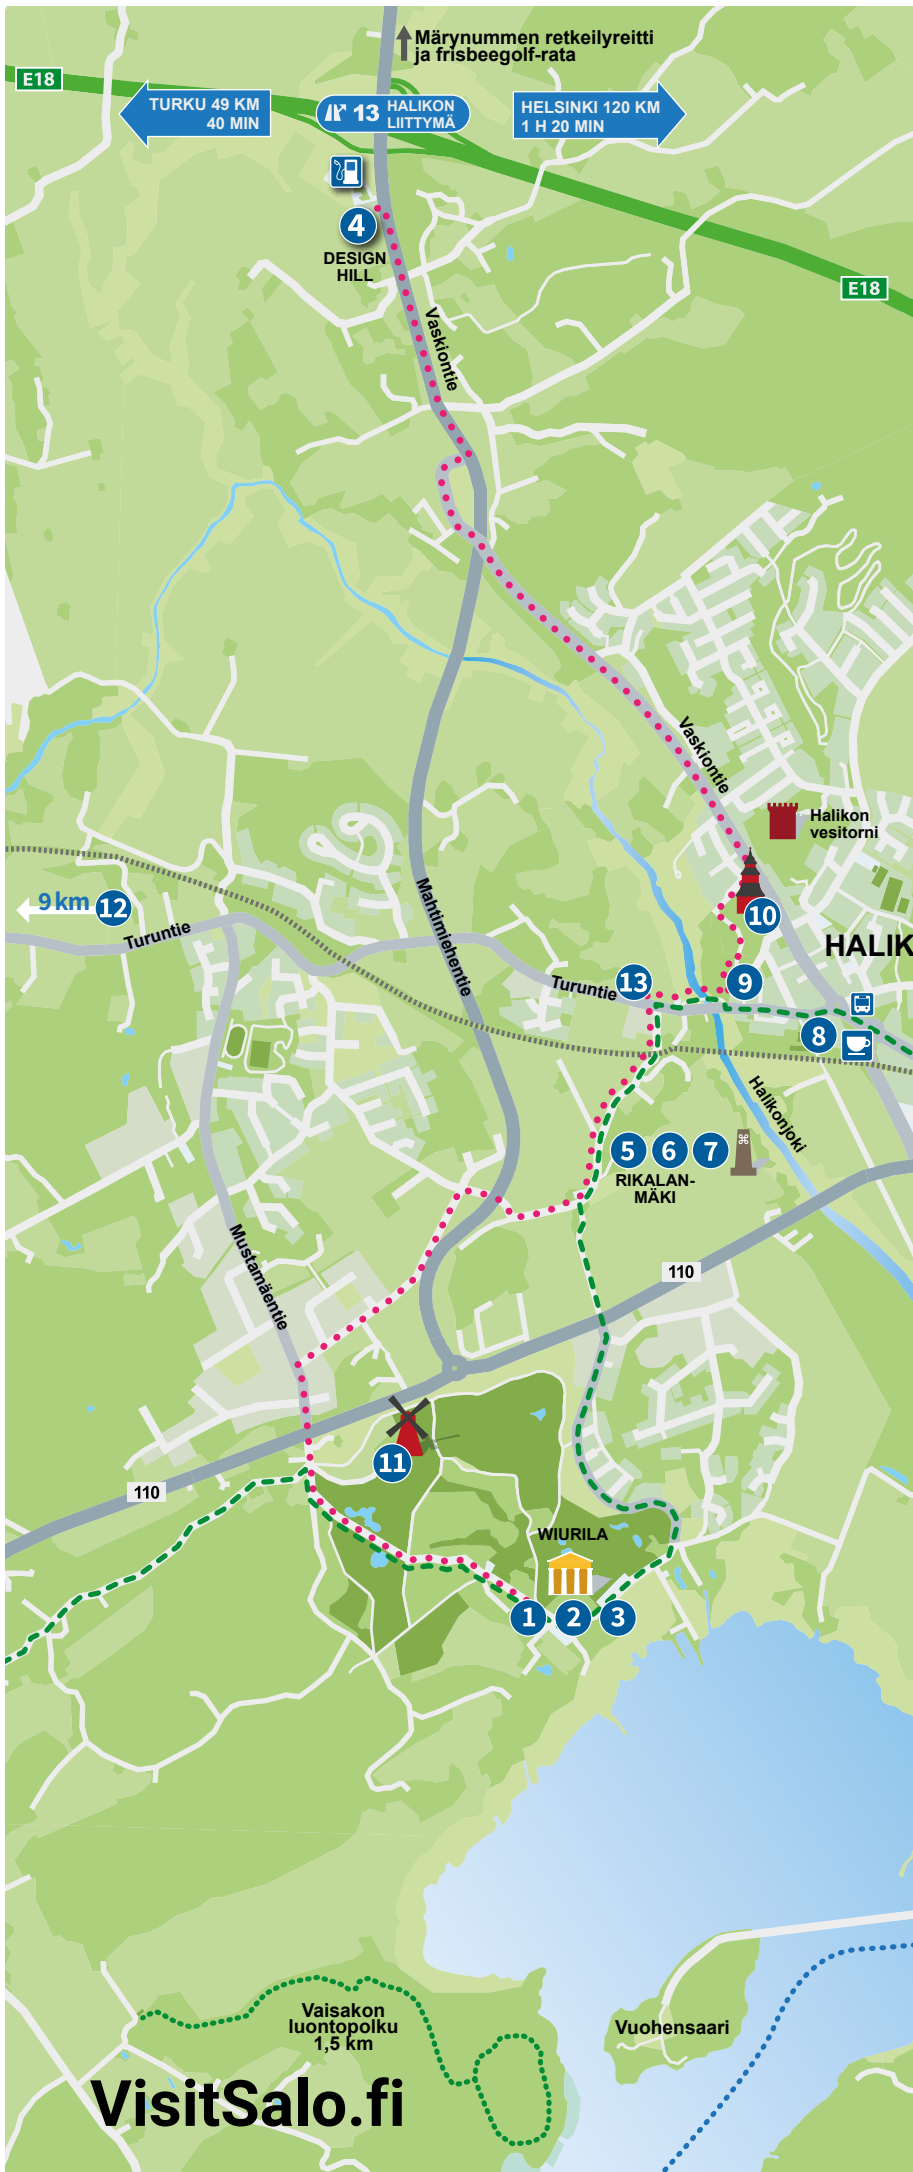 Märynummen retkeilyreitti
ja frisbeegolf-rata
E18
TURKU 49 KM
40 MIN
13 HALIKON
LIITTYMÄ
HELSINKI 120 KM
1 H 20 MIN
4
DESIGN
HILL
E18
Vaskiontie
Vaskiontie
Halikon
vesitorni
9 km 12
10
Turuntie
Mahtimiehentie
HALIK
Turuntie
13
9
8
Halikonjoki
5 6 7
RIKALAN-
MÄKI
Mustamäentie
110
11
110
WIURILA
1 2 3
Vaisakon
luontopolku
1,5 km
Vuohensaari
VisitSalo.fi